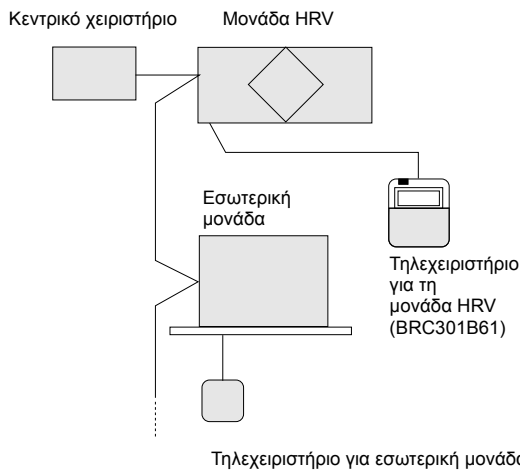 Κεντρικό χειριστήριο
Μονάδα HRV
Εσωτερική
μονάδα
Τηλεχειριστήριο
για τη
μονάδα HRV
(BRC301B61)
Τηλεχειριστήριο για εσωτερική μονάδα